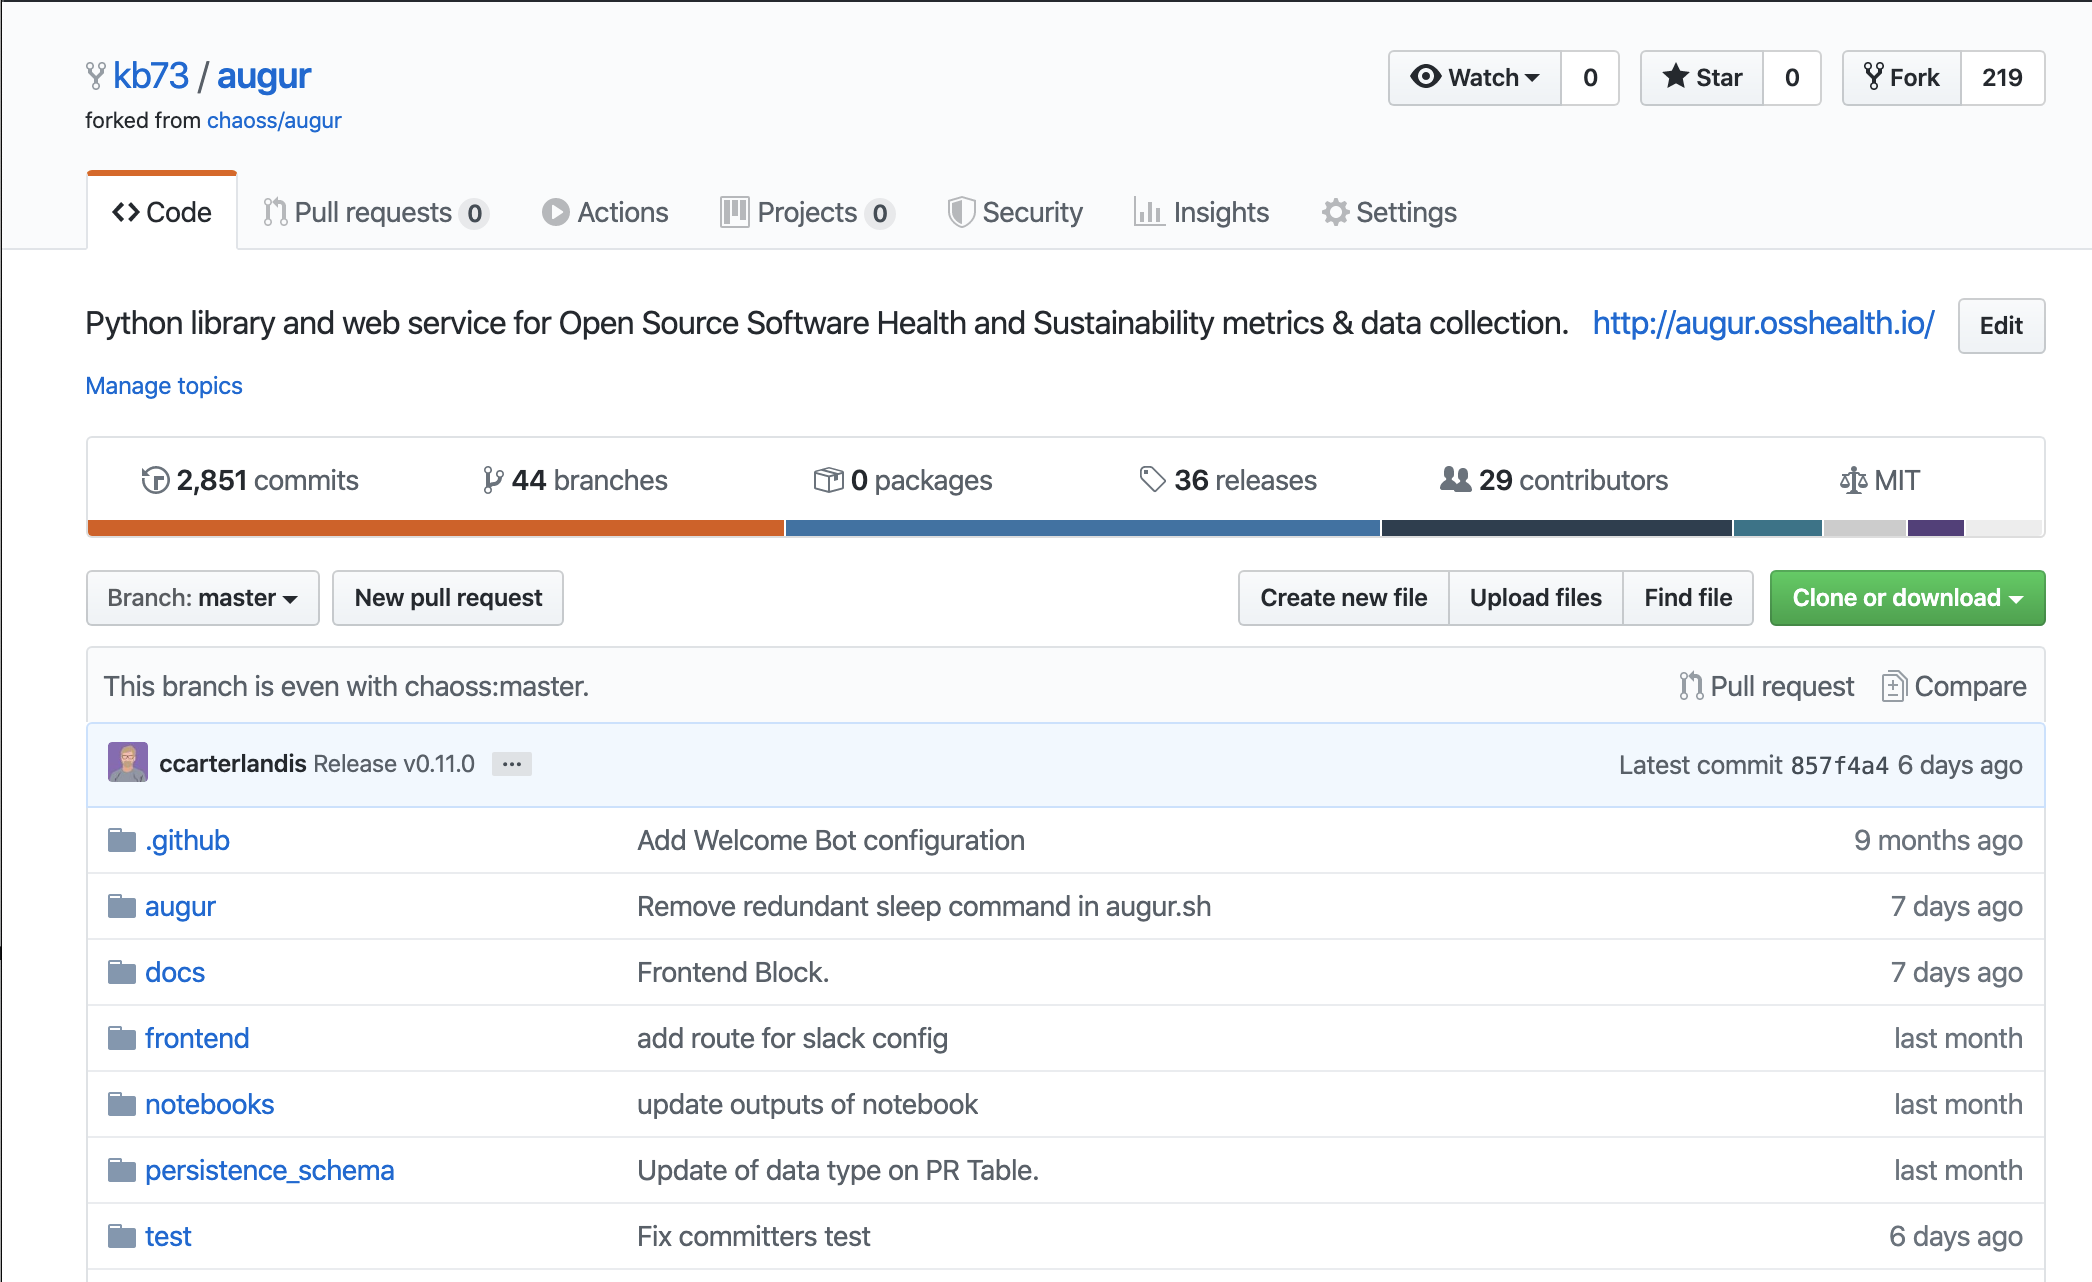 kb73 / augur
Watch 0 Star 0 Fork 219
forked from chaoss/augur
Code Pull requests 0 Actions Projects 0 Security Insights Settings
Python library and web service for Open Source Software Health and Sustainability metrics & data collection. http://augur.osshealth.io/ Edit
Manage topics
2,851 commits 44 branches 0 packages 36 releases 29 contributors MIT
Branch: master New pull request Create new file Upload files Find file Clone or download
This branch is even with chaoss:master. Pull request Compare
ccarterlandis Release v0.11.0 ... Latest commit 857f4a4 6 days ago
.github Add Welcome Bot configuration 9 months ago
augur Remove redundant sleep command in augur.sh 7 days ago
docs Frontend Block. 7 days ago
frontend add route for slack config last month
notebooks update outputs of notebook last month
persistence_schema Update of data type on PR Table. last month
test Fix committers test 6 days ago